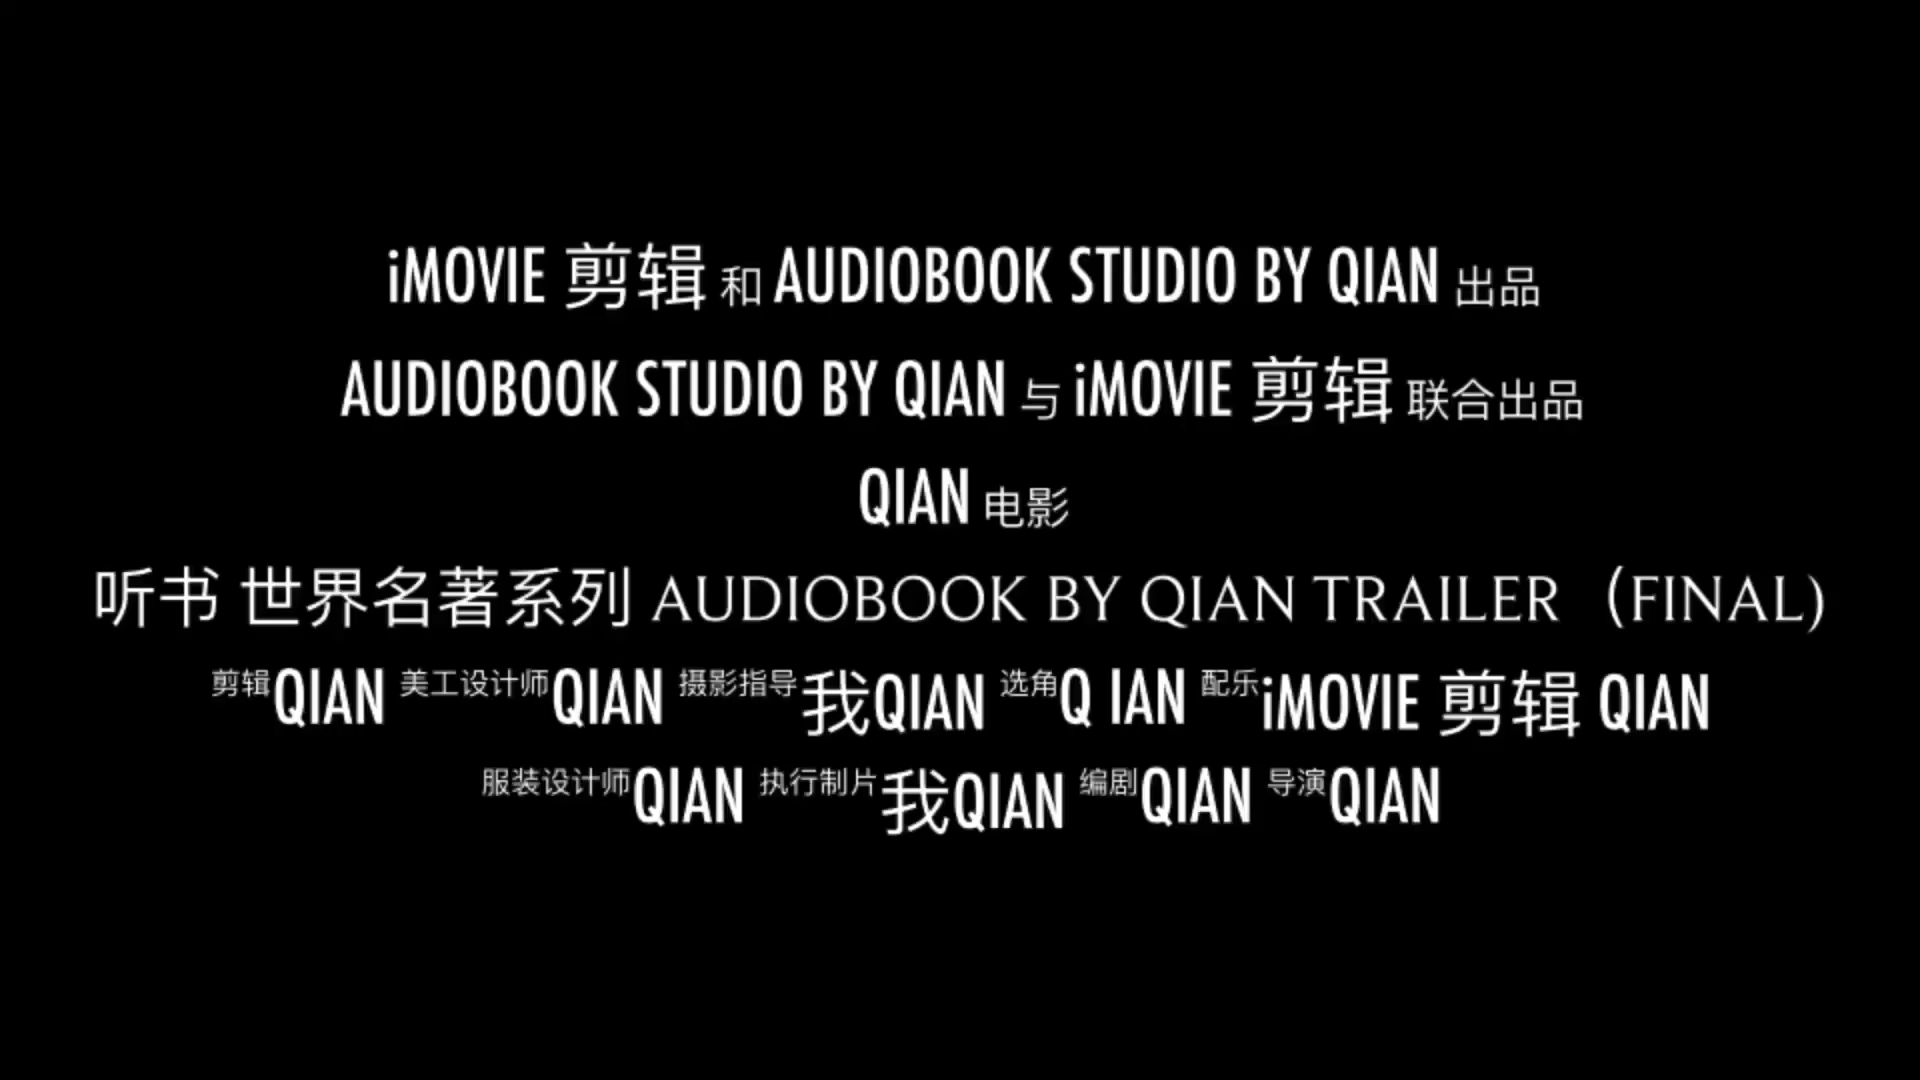 iMOVIE 剪辑 和 AUDIOBOOK STUDIO BY QIAN 出品
AUDIOBOOK STUDIO BY QIAN 与 iMOVIE 剪辑 联合出品
QIAN 电影
听书 世界名著系列 AUDIOBOOK BY QIAN TRAILER（FINAL)
剪辑QIAN 美工设计师QIAN 摄影指导我QIAN 选角Q IAN 配乐iMOVIE 剪辑 QIAN
服装设计师QIAN 执行制片我QIAN 编剧QIAN 导演QIAN